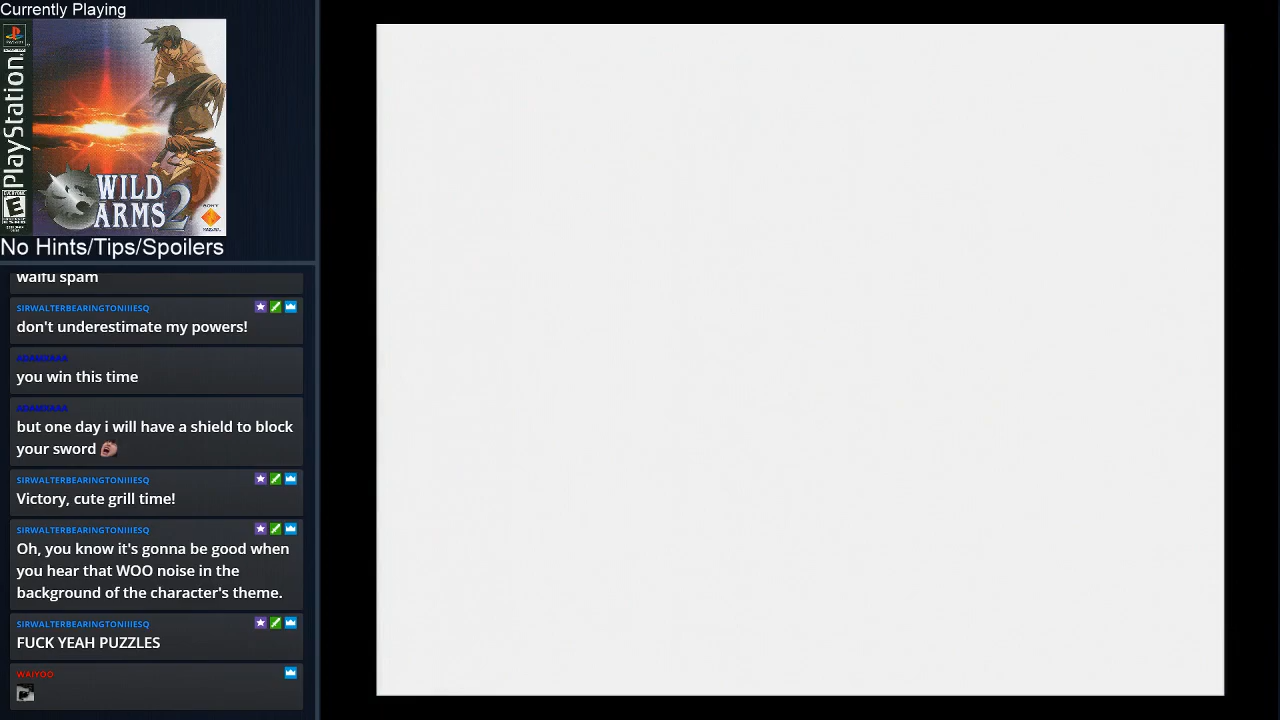 Currently Playing
PlayStation
WILD
ARMS 2
EVERYONE
E
SONY
No Hints/Tips/Spoilers
waifu spam
SIRWALTERBEARINGTONIIIESQ
don't underestimate my powers!
you win this time
but one day i will have a shield to block
your sword
SIRWALTERBEARINGTONIIIESQ
Victory, cute grill time!
SIRWALTERBEARINGTONIIIESQ
Oh, you know it's gonna be good when
you hear that WOO noise in the
background of the character's theme.
SIRWALTERBEARINGTONIIIESQ
FUCK YEAH PUZZLES
WAIYOO